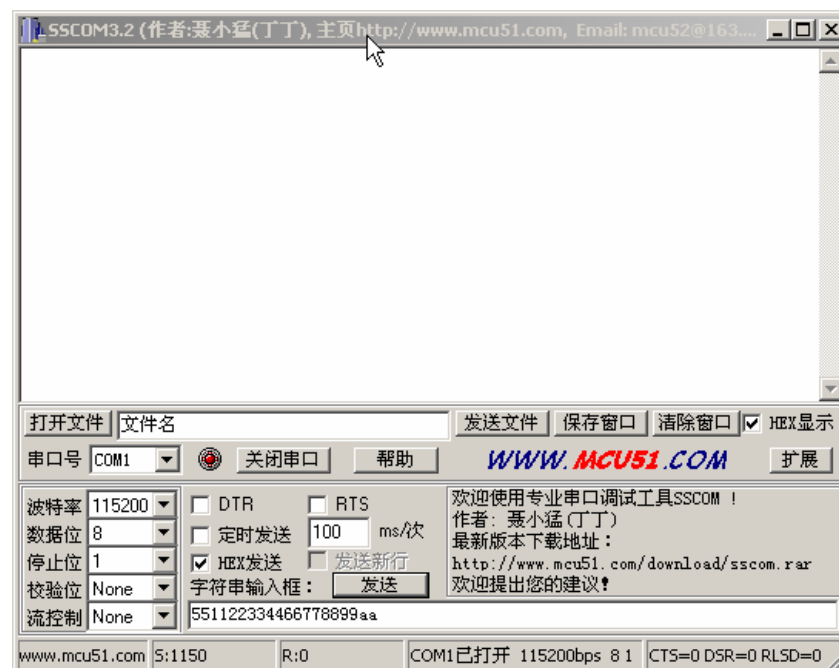 SSCOM3.2 (作者:聂小猛(丁丁), 主页http://www.mcu51.com, Email: mcu52@163....
打开文件 文件名 发送文件 保存窗口 清除窗口 HEX显示
串口号 COM1 关闭串口 帮助 WWW.MCU51.COM 扩展
波特率 115200 DTR RTS
数据位 8 定时发送 100 ms/次
停止位 1 HEX发送 发送新行
校验位 None 字符串输入框: 发送
流控制 None 551122334466778899aa
欢迎使用专业串口调试工具SSCOM !
作者: 聂小猛(丁丁)
最新版本下载地址:
http://www.mcu51.com/download/sscom.rar
欢迎提出您的建议!
www.mcu51.com S:1150 R:0 COM1已打开 115200bps 8 1 CTS=0 DSR=0 RLSD=0